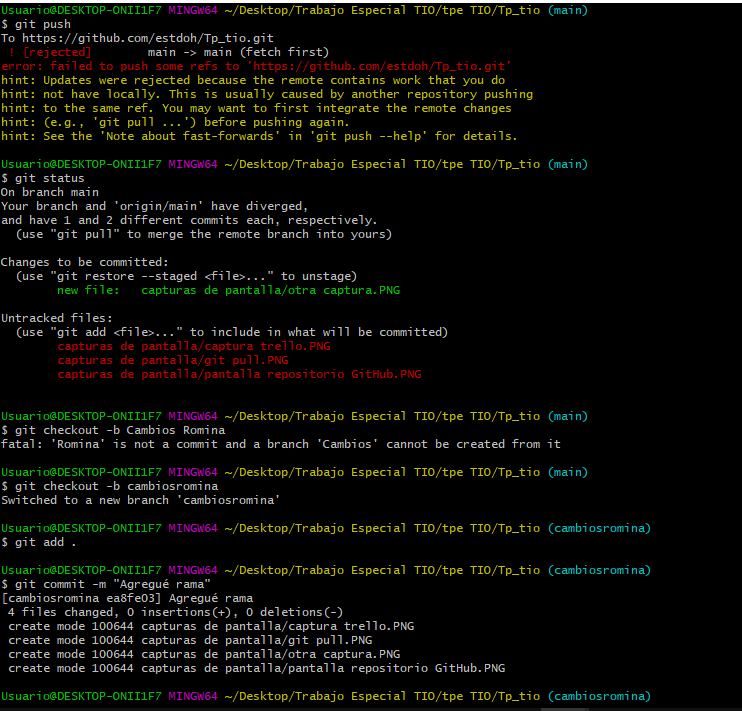 Usuario@DESKTOP-ONII1F7 MINGW64 ~/Desktop/Trabajo Especial TIO/tpe TIO/Tp_tio (main)
$ git push
To https://github.com/estdoh/Tp_tio.git
 ! [rejected]        main -> main (fetch first)
error: failed to push some refs to 'https://github.com/estdoh/Tp_tio.git'
hint: Updates were rejected because the remote contains work that you do
hint: not have locally. This is usually caused by another repository pushing
hint: to the same ref. You may want to first integrate the remote changes
hint: (e.g., 'git pull ...') before pushing again.
hint: See the 'Note about fast-forwards' in 'git push --help' for details.
Usuario@DESKTOP-ONII1F7 MINGW64 ~/Desktop/Trabajo Especial TIO/tpe TIO/Tp_tio (main)
$ git status
On branch main
Your branch and 'origin/main' have diverged,
and have 1 and 2 different commits each, respectively.
  (use "git pull" to merge the remote branch into yours)
Changes to be committed:
  (use "git restore --staged <file>..." to unstage)
        new file:   capturas de pantalla/otra captura.PNG
Untracked files:
  (use "git add <file>..." to include in what will be committed)
        capturas de pantalla/captura trello.PNG
        capturas de pantalla/git pull.PNG
        capturas de pantalla/pantalla repositorio GitHub.PNG
Usuario@DESKTOP-ONII1F7 MINGW64 ~/Desktop/Trabajo Especial TIO/tpe TIO/Tp_tio (main)
$ git checkout -b Cambios Romina
fatal: 'Romina' is not a commit and a branch 'Cambios' cannot be created from it
Usuario@DESKTOP-ONII1F7 MINGW64 ~/Desktop/Trabajo Especial TIO/tpe TIO/Tp_tio (main)
$ git checkout -b cambiosromina
Switched to a new branch 'cambiosromina'
Usuario@DESKTOP-ONII1F7 MINGW64 ~/Desktop/Trabajo Especial TIO/tpe TIO/Tp_tio (cambiosromina)
$ git add .
Usuario@DESKTOP-ONII1F7 MINGW64 ~/Desktop/Trabajo Especial TIO/tpe TIO/Tp_tio (cambiosromina)
$ git commit -m "Agregué rama"
[cambiosromina ea8fe03] Agregué rama
 4 files changed, 0 insertions(+), 0 deletions(-)
 create mode 100644 capturas de pantalla/captura trello.PNG
 create mode 100644 capturas de pantalla/git pull.PNG
 create mode 100644 capturas de pantalla/otra captura.PNG
 create mode 100644 capturas de pantalla/pantalla repositorio GitHub.PNG
Usuario@DESKTOP-ONII1F7 MINGW64 ~/Desktop/Trabajo Especial TIO/tpe TIO/Tp_tio (cambiosromina)